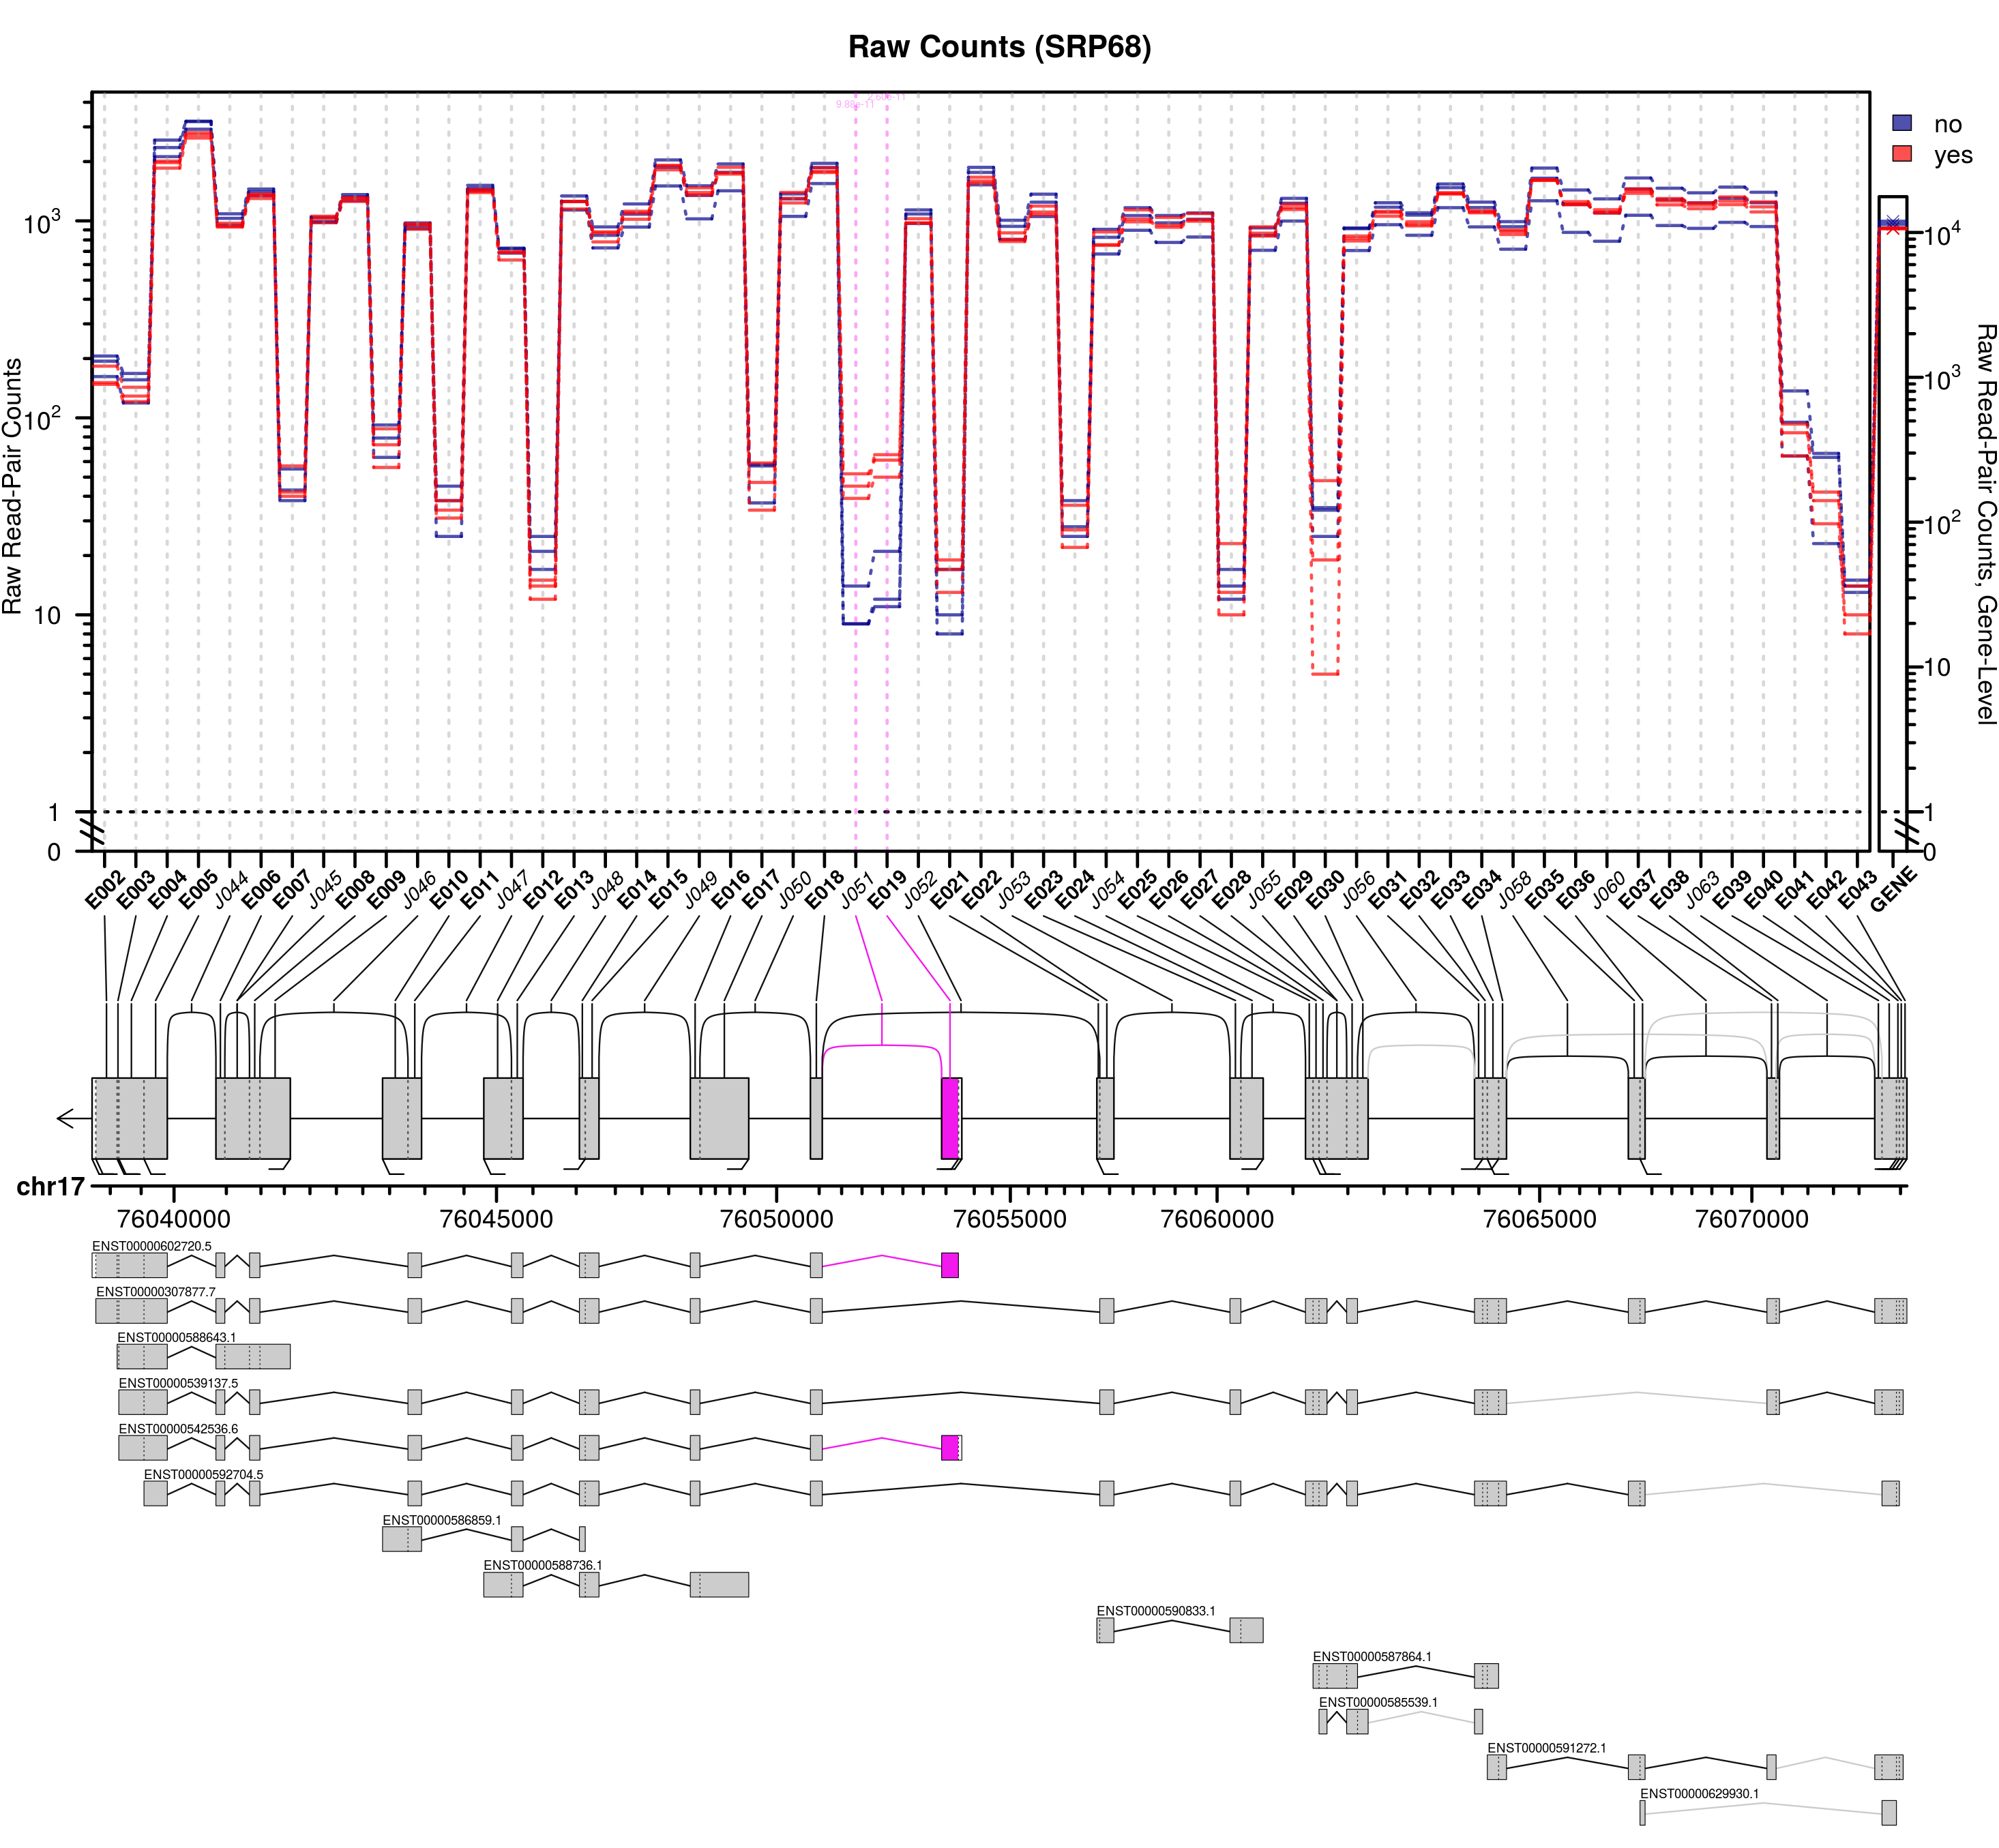 Raw Counts (SRP68)
9.88e-11
2.60e-11
no
yes
Raw Read-Pair Counts
10³
10²
10
1
0
10⁴
10³
10²
10
1
0
Raw Read-Pair Counts, Gene-Level
E002 E003 E004 E005 J044 E006 E007 J045 E008 E009 J046 E010 E011 J047 E012 E013 J048 E014 E015 J049 E016 E017 J050 E018 J051 E019 J052 E021 E022 J053 E023 E024 J054 E025 E026 E027 E028 J055 E029 E030 J056 E031 E032 E033 E034 J058 E035 E036 J060 E037 E038 J063 E039 E040 E041 E042 E043 GENE
chr17
76040000 76045000 76050000 76055000 76060000 76065000 76070000
ENST00000602720.5
ENST00000307877.7
ENST00000588643.1
ENST00000539137.5
ENST00000542536.6
ENST00000592704.5
ENST00000586859.1
ENST00000588736.1
ENST00000590833.1
ENST00000587864.1
ENST00000585539.1
ENST00000591272.1
ENST00000629930.1